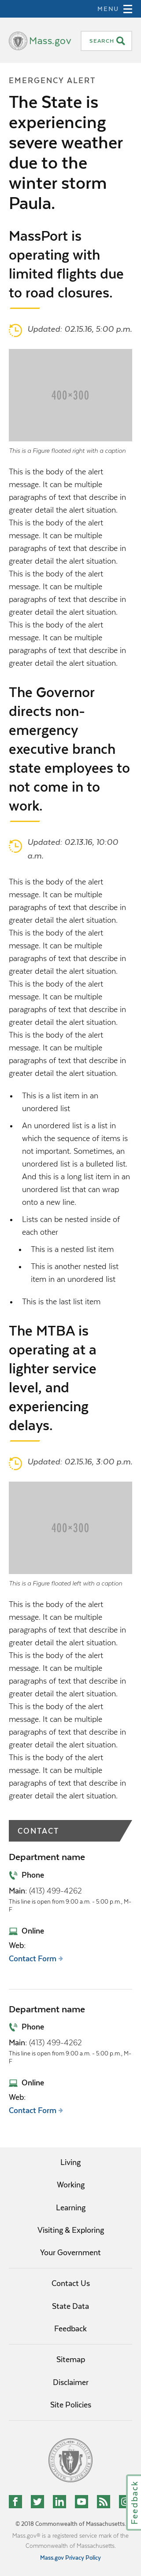 MENU
Mass.gov
SEARCH
EMERGENCY ALERT
The State is
experiencing
severe weather
due to the
winter storm
Paula.
MassPort is
operating with
limited flights due
to road closures.
Updated: 02.15.16, 5:00 p.m.
400×300
This is a Figure floated right with a caption
This is the body of the alert
message. It can be multiple
paragraphs of text that describe in
greater detail the alert situation.
This is the body of the alert
message. It can be multiple
paragraphs of text that describe in
greater detail the alert situation.
This is the body of the alert
message. It can be multiple
paragraphs of text that describe in
greater detail the alert situation.
This is the body of the alert
message. It can be multiple
paragraphs of text that describe in
greater detail the alert situation.
The Governor
directs non-
emergency
executive branch
state employees to
not come in to
work.
Updated: 02.13.16, 10:00
a.m.
This is the body of the alert
message. It can be multiple
paragraphs of text that describe in
greater detail the alert situation.
This is the body of the alert
message. It can be multiple
paragraphs of text that describe in
greater detail the alert situation.
This is the body of the alert
message. It can be multiple
paragraphs of text that describe in
greater detail the alert situation.
This is the body of the alert
message. It can be multiple
paragraphs of text that describe in
greater detail the alert situation.
• This is a list item in an
unordered list
• An unordered list is a list in
which the sequence of items is
not important. Sometimes, an
unordered list is a bulleted list.
And this is a long list item in an
unordered list that can wrap
onto a new line.
• Lists can be nested inside of
each other
• This is a nested list item
• This is another nested list
item in an unordered list
• This is the last list item
The MTBA is
operating at a
lighter service
level, and
experiencing
delays.
Updated: 02.15.16, 3:00 p.m.
400×300
This is a Figure floated left with a caption
This is the body of the alert
message. It can be multiple
paragraphs of text that describe in
greater detail the alert situation.
This is the body of the alert
message. It can be multiple
paragraphs of text that describe in
greater detail the alert situation.
This is the body of the alert
message. It can be multiple
paragraphs of text that describe in
greater detail the alert situation.
This is the body of the alert
message. It can be multiple
paragraphs of text that describe in
greater detail the alert situation.
CONTACT
Department name
Phone
Main: (413) 499-4262
This line is open from 9:00 a.m. - 5:00 p.m., M-
F
Online
Web:
Contact Form
Department name
Phone
Main: (413) 499-4262
This line is open from 9:00 a.m. - 5:00 p.m., M-
F
Online
Web:
Contact Form
Living
Working
Learning
Visiting & Exploring
Your Government
Contact Us
State Data
Feedback
Sitemap
Disclaimer
Site Policies
Feedback
© 2018 Commonwealth of Massachusetts.
Mass.gov® is a registered service mark of the
Commonwealth of Massachusetts.
Mass.gov Privacy Policy